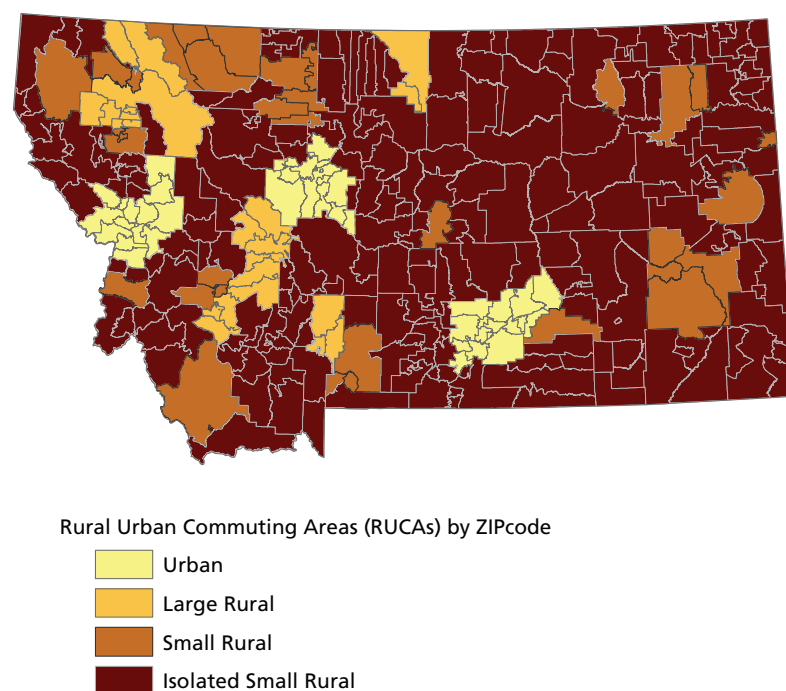 Rural Urban Commuting Areas (RUCAs) by ZIPcode
Urban
Large Rural
Small Rural
Isolated Small Rural